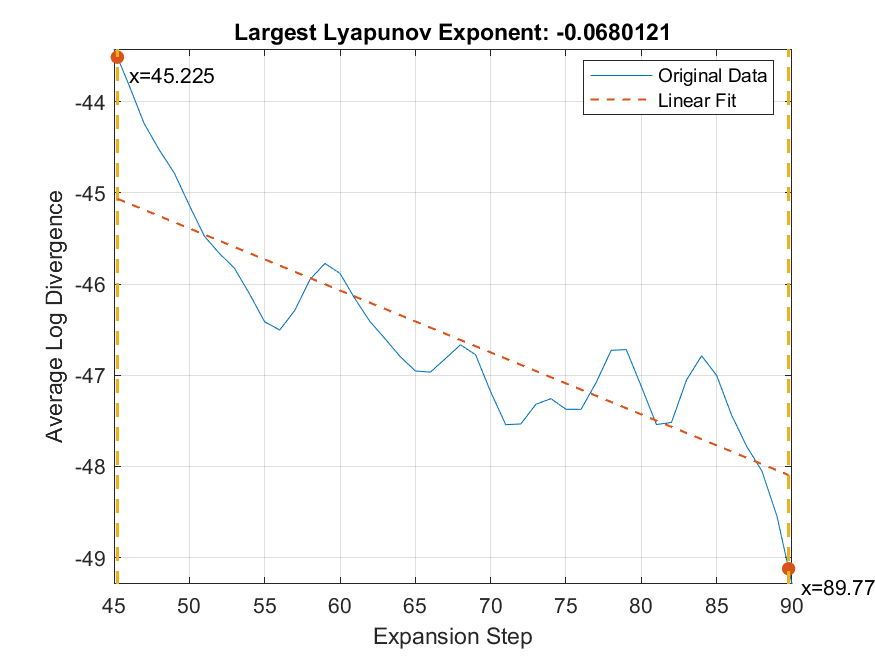 Largest Lyapunov Exponent: -0.0680121
x=45.225
Original Data
Linear Fit
-44
-45
-46
-47
-48
-49
Average Log Divergence
x=89.77
45
50
55
60
65
70
75
80
85
90
Expansion Step